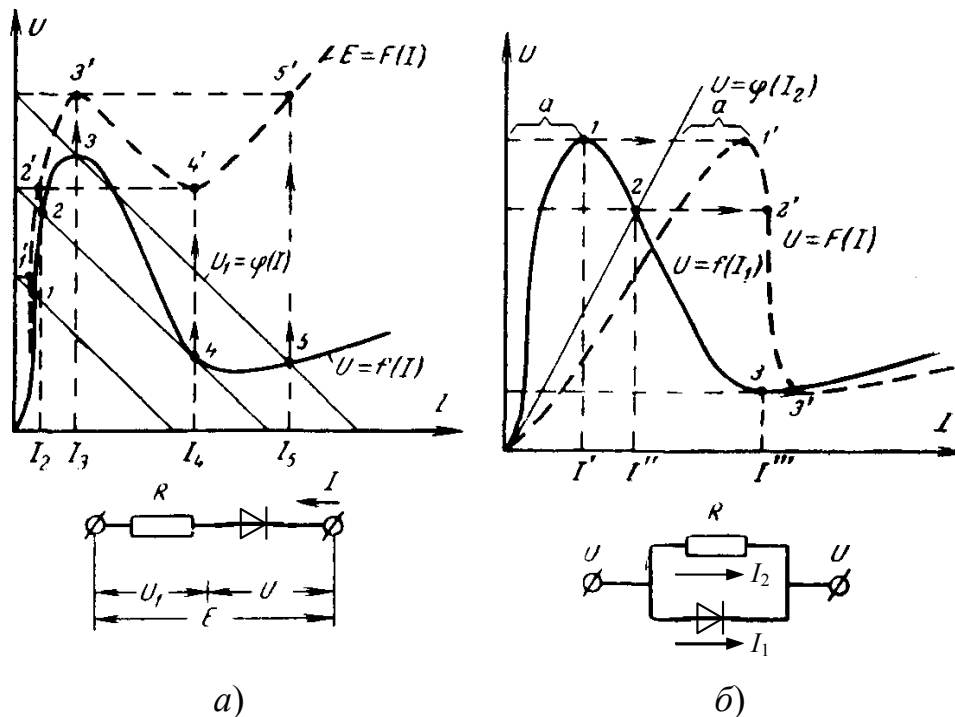 U
3'
5'
E = F(I)
2'
3
2
4'
1'
1
U₁ = φ(I)
4
5
U = f(I)
I
I₂
I₃
I₄
I₅
R
I
U₁
U
E
а)
U
U = φ(I₂)
a
a
1
1'
2
2'
U = f(I₁)
U = F(I)
3
3'
I
I'
I''
I'''
R
U
U
I₂
I₁
б)